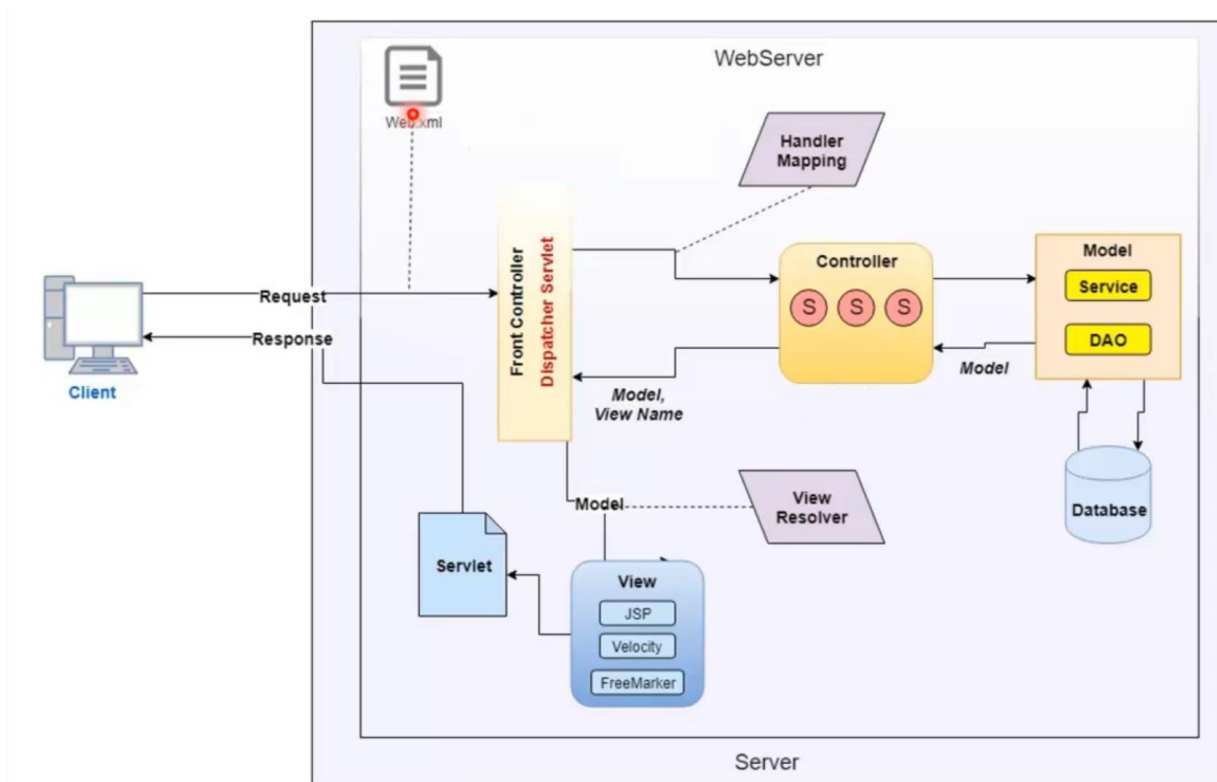 WebServer
Web.xml
Handler
Mapping
Front Controller
Dispatcher Servlet
Controller
S S S
Model
Service
DAO
Request
Response
Client
Model,
View Name
Model
Model
View
Resolver
Database
Servlet
View
JSP
Velocity
FreeMarker
Server